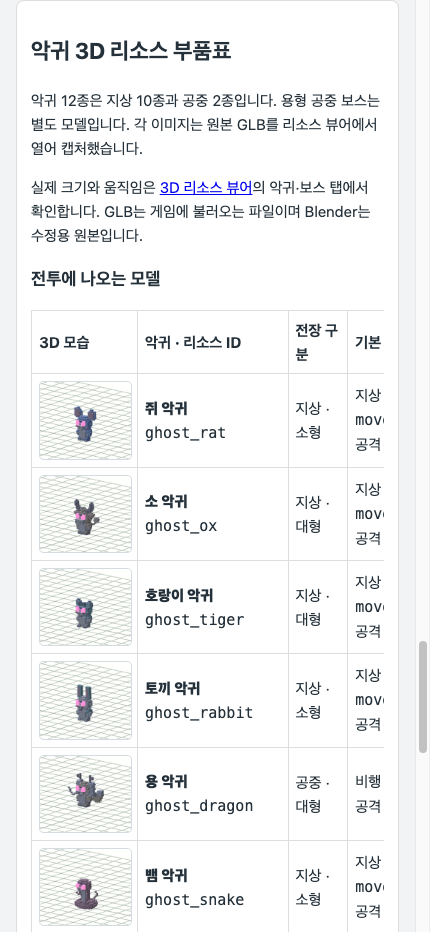 악귀 3D 리소스 부품표
악귀 12종은 지상 10종과 공중 2종입니다. 용형 공중 보스는
별도 모델입니다. 각 이미지는 원본 GLB를 리소스 뷰어에서
열어 캡처했습니다.
실제 크기와 움직임은 3D 리소스 뷰어의 악귀·보스 탭에서
확인합니다. GLB는 게임에 불러오는 파일이며 Blender는
수정용 원본입니다.
전투에 나오는 모델
3D 모습 악귀 · 리소스 ID 전장 구분 기본
쥐 악귀
ghost_rat
지상 ·
소형
지상
공격
소 악귀
ghost_ox
지상 ·
대형
지상
공격
호랑이 악귀
ghost_tiger
지상 ·
대형
지상
공격
토끼 악귀
ghost_rabbit
지상 ·
소형
지상
공격
용 악귀
ghost_dragon
공중 ·
대형
비행
공격
뱀 악귀
ghost_snake
지상 ·
소형
지상
공격